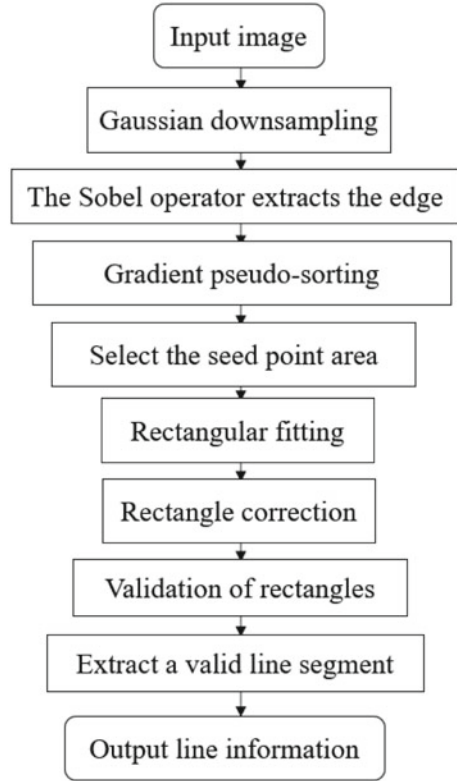 Input image
Gaussian downsampling
The Sobel operator extracts the edge
Gradient pseudo-sorting
Select the seed point area
Rectangular fitting
Rectangle correction
Validation of rectangles
Extract a valid line segment
Output line information